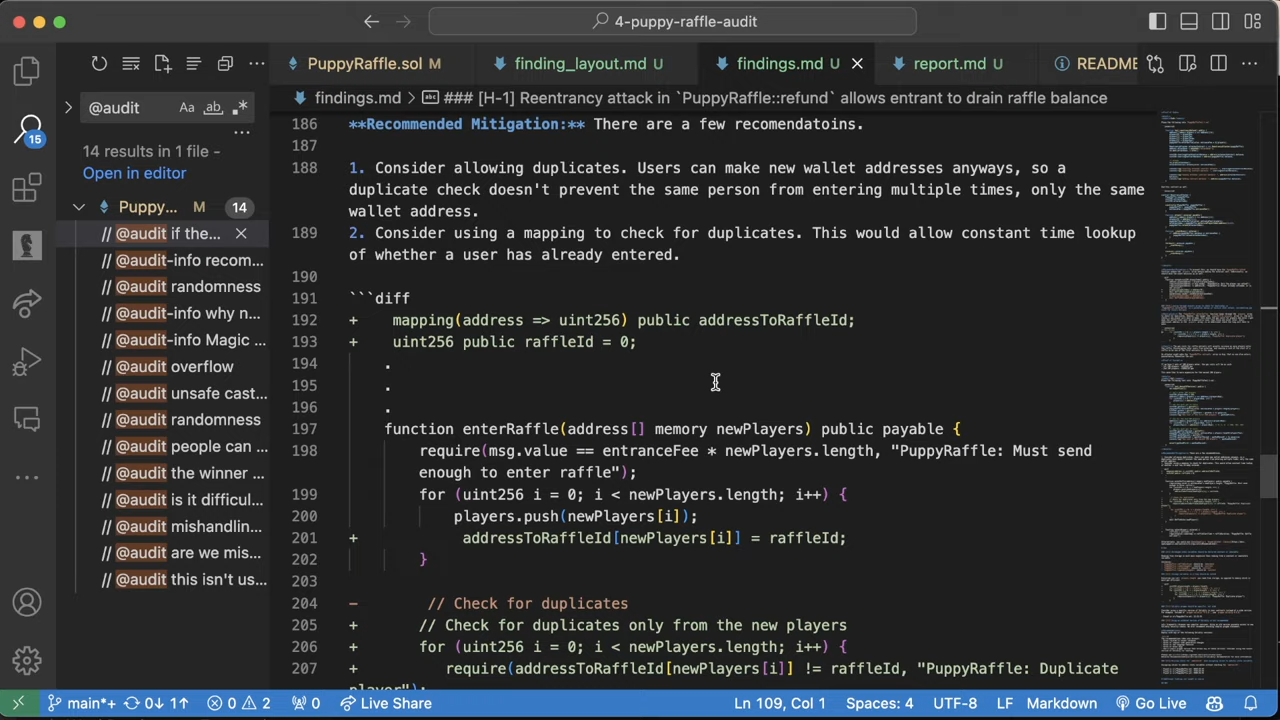 4-puppy-raffle-audit
PuppyRaffle.sol M
finding_layout.md U
findings.md U
report.md U
README
@audit
Aa
ab
findings.md > ### [H-1] Reentrancy attack in `PuppyRaffle::refund` allows entrant to drain raffle balance
15
14 results in 1 file -
Open in editor
Puppy... M 14
// @audit if the...
// @audit-info rem...
// @audit randomness
// @audit-info why n...
// @audit-info Magic ...
// @audit overflow
// @audit unsafe cast
// @audit
// @audit people can...
// @audit the winn...
// @audit is it difficul...
// @audit mishandlin...
// @audit are we mis...
// @audit this isn't us...
186 **Recommended Mitigation:** There are a few recomendatoins.
187
188 1. Consider allowing duplicates. Users can make new wallet addresses anyways, so a
duplicate check doesn't prevent the same person from entering multiple times, only the same
wallet address.
189 2. Consider using a mapping to check for duplicates. This would allow constant time lookup
of whether a user has already entered.
190
191 ```diff
192 + mapping(address => uint256) public addressToRaffleId;
193 + uint256 public raffleId = 0;
194 .
195 .
196 .
197 function enterRaffle(address[] memory newPlayers) public payable {
198 require(msg.value == entranceFee * newPlayers.length, "PuppyRaffle: Must send
enough to enter raffle");
199 for (uint256 i = 0; i < newPlayers.length; i++) {
200 players.push(newPlayers[i]);
201 + addressToRaffleId[newPlayers[i]] = raffleId;
202 }
203
204 - // Check for duplicates
205 + // Check for duplicates only from the new players
206 + for (uint256 i = 0; i < newPlayers.length; i++) {
require(addressToRaffleId[newPlayers[i]] != raffleId, "PuppyRaffle: Duplicate
player");
main*+ 0↓ 1↑ 0 2 0 Live Share Ln 109, Col 1 Spaces: 4 UTF-8 LF Markdown Go Live